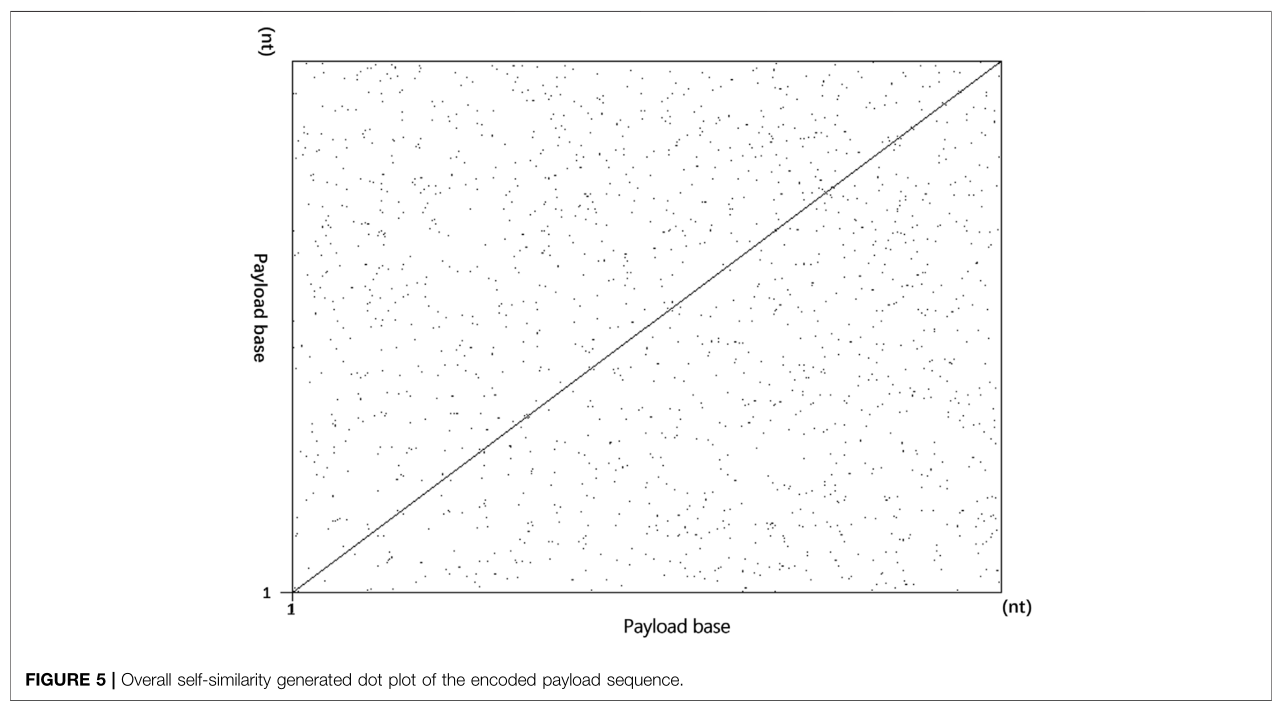 (nt)
Payload base
1
1
(nt)
Payload base
FIGURE 5 | Overall self-similarity generated dot plot of the encoded payload sequence.